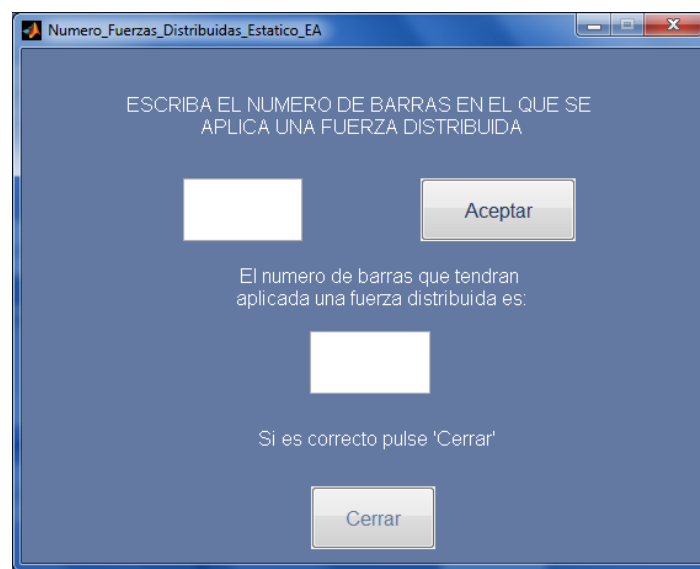 Numero_Fuerzas_Distribuidas_Estatico_EA
ESCRIBA EL NUMERO DE BARRAS EN EL QUE SE
APLICA UNA FUERZA DISTRIBUIDA
Aceptar
El numero de barras que tendran
aplicada una fuerza distribuida es:
Si es correcto pulse 'Cerrar'
Cerrar